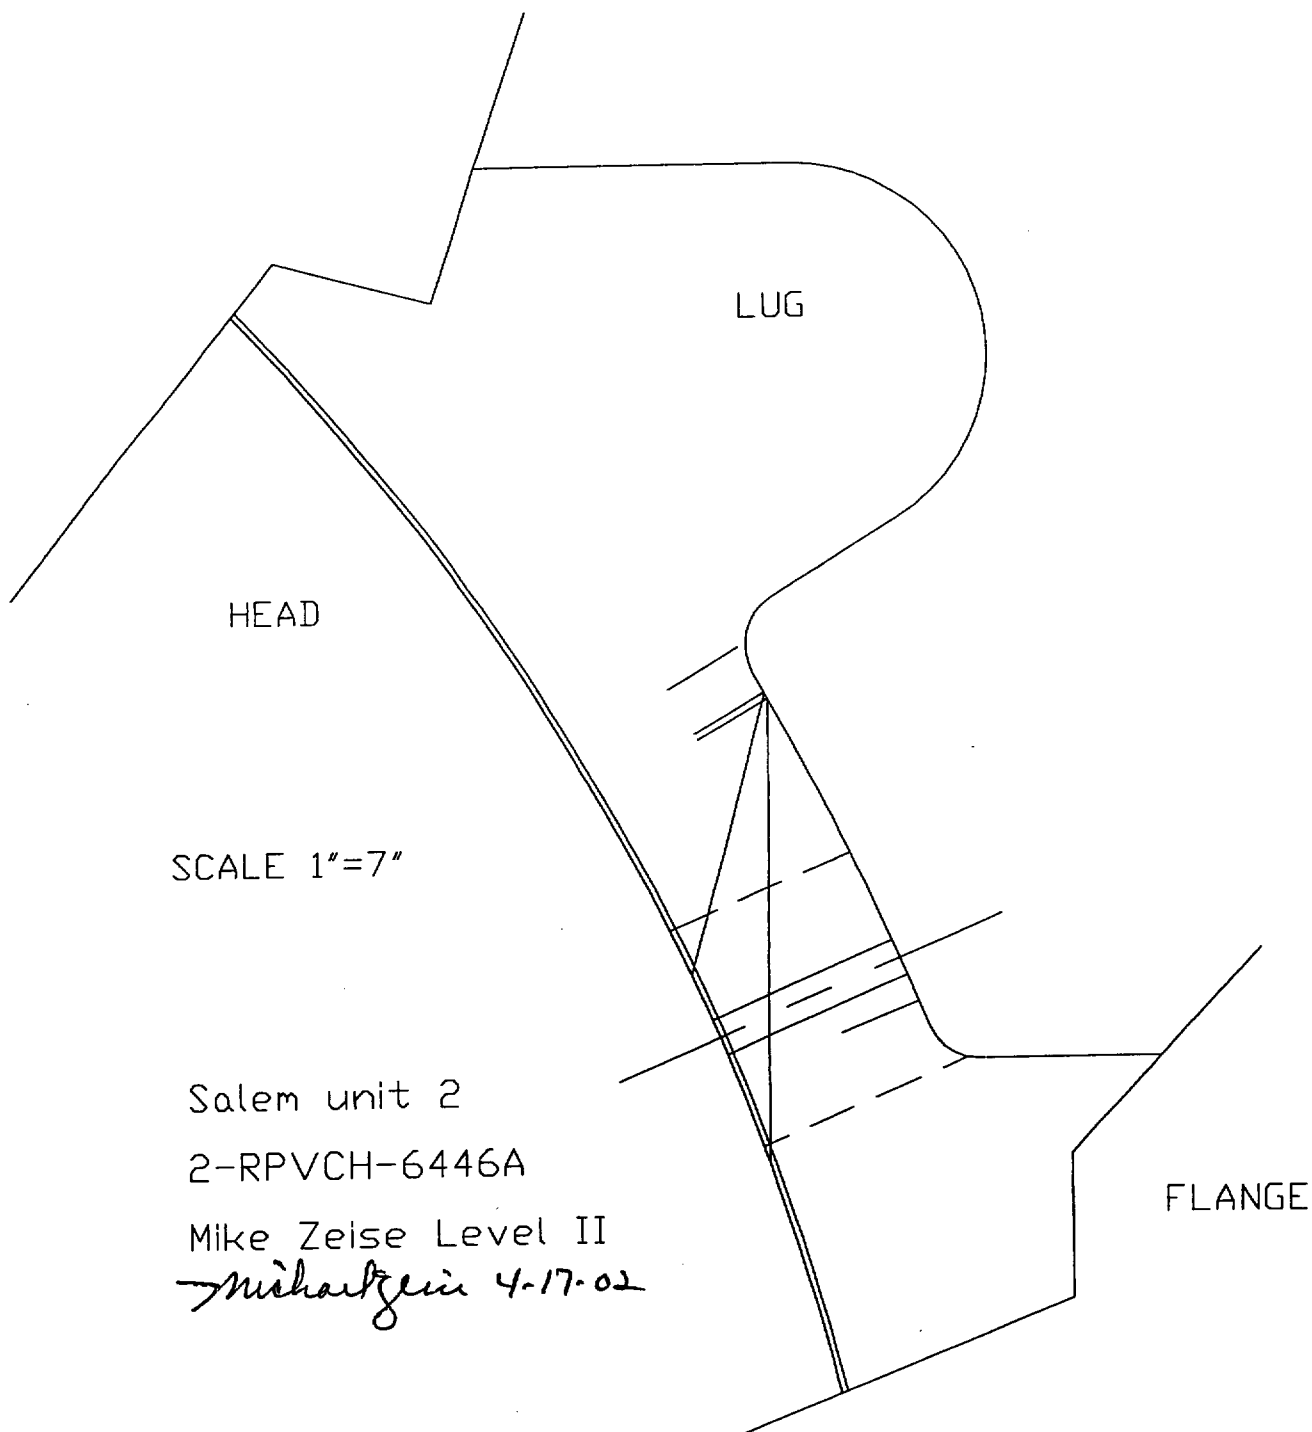 LUG
HEAD
SCALE 1"=7"
Salem unit 2
2-RPVCH-6446A
FLANGE
Mike Zeise Level II
4-17-02